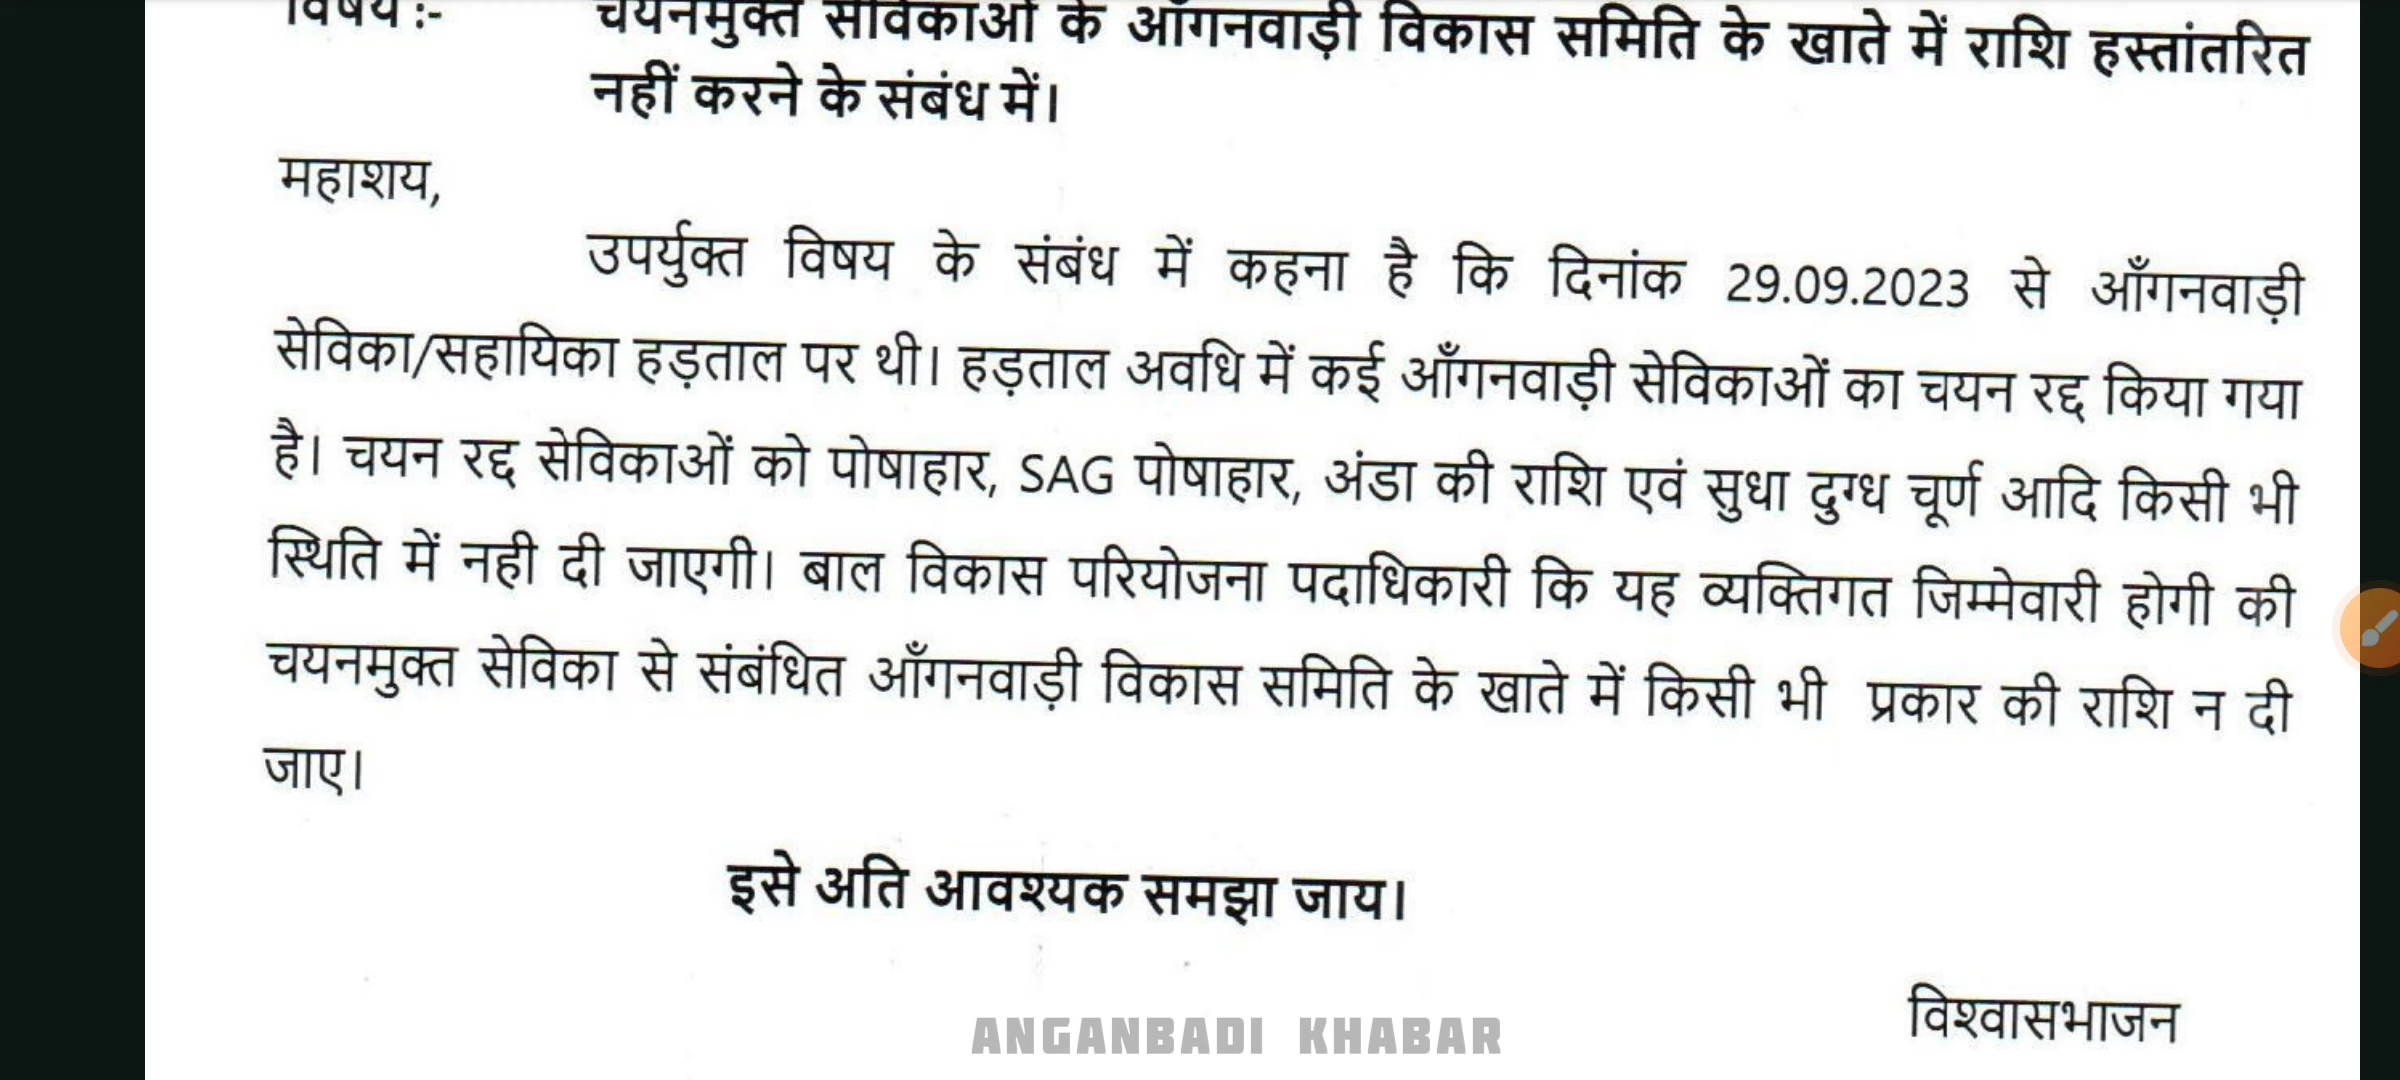 विषय :- चयनमुक्त सेविकाओं के आँगनवाड़ी विकास समिति के खाते में राशि हस्तांतरित
नहीं करने के संबंध में।
महाशय,
उपर्युक्त विषय के संबंध में कहना है कि दिनांक 29.09.2023 से आँगनवाड़ी
सेविका/सहायिका हड़ताल पर थी। हड़ताल अवधि में कई आँगनवाड़ी सेविकाओं का चयन रद्द किया गया
है। चयन रद्द सेविकाओं को पोषाहार, SAG पोषाहार, अंडा की राशि एवं सुधा दुग्ध चूर्ण आदि किसी भी
स्थिति में नही दी जाएगी। बाल विकास परियोजना पदाधिकारी कि यह व्यक्तिगत जिम्मेवारी होगी की
चयनमुक्त सेविका से संबंधित आँगनवाड़ी विकास समिति के खाते में किसी भी प्रकार की राशि न दी
जाए।
इसे अति आवश्यक समझा जाय।
विश्वासभाजन
ANGANBADI KHABAR